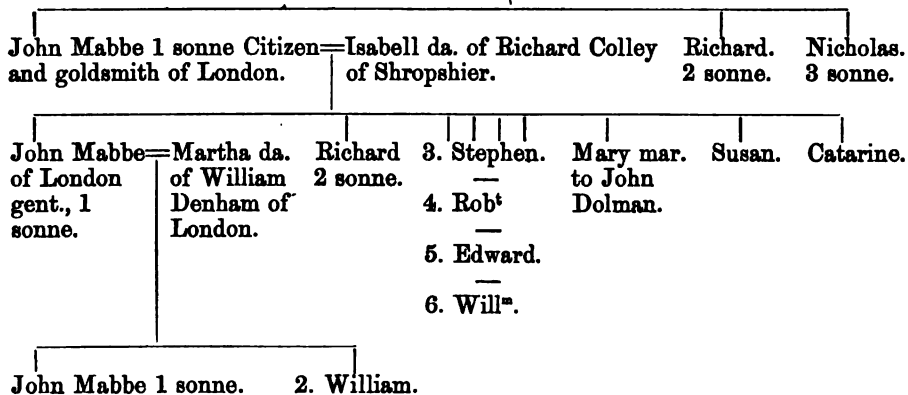 John Mabbe 1 sonne Citizen=Isabell da. of Richard Colley Richard. Nicholas.
and goldsmith of London. of Shropshier. 2 sonne. 3 sonne.
John Mabbe=Martha da. Richard 3. Stephen. Mary mar. Susan. Catarine.
of London of William 2 sonne. to John
gent., 1 Denham of 4. Robᵗ Dolman.
sonne. London.
5. Edward.
6. Willᵐ.
John Mabbe 1 sonne. 2. William.